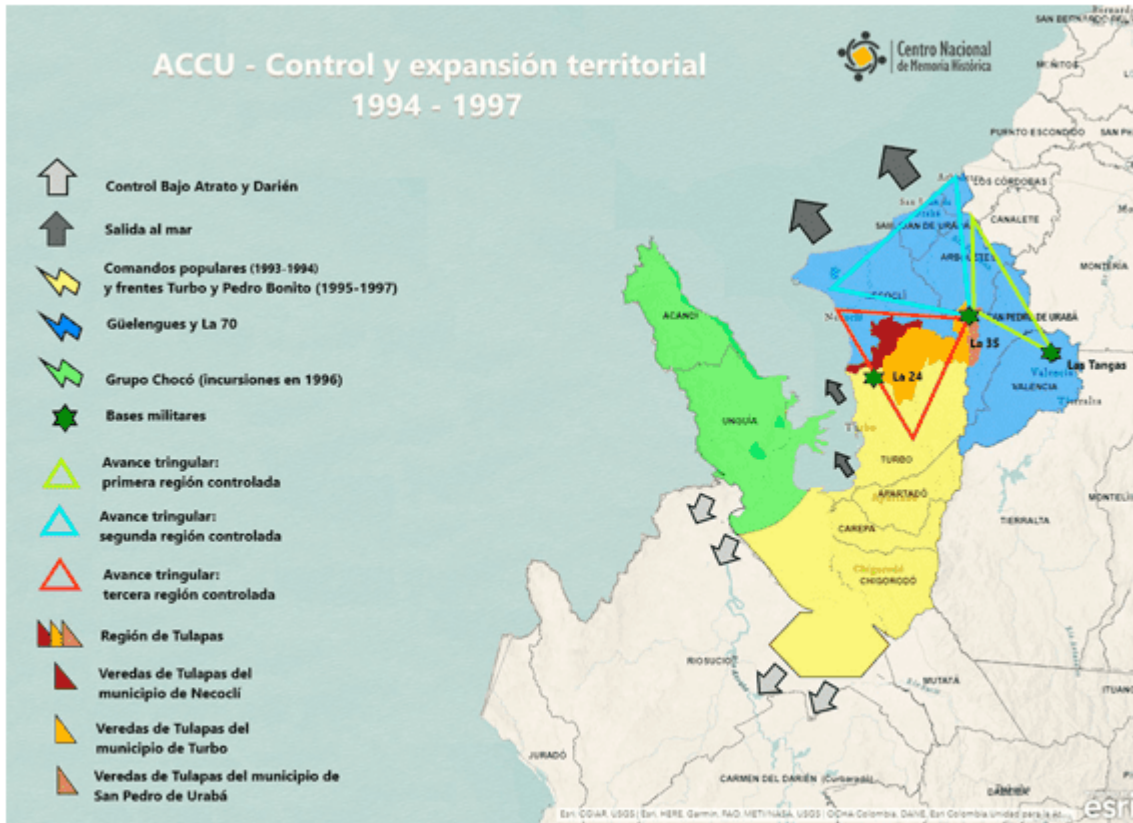 ACCU - Control y expansión territorial
1994 - 1997
Centro Nacional
de Memoria Histórica
Control Bajo Atrato y Darién
Salida al mar
Comandos populares (1993-1994)
y frentes Turbo y Pedro Bonito (1995-1997)
Güelengues y La 70
Grupo Chocó (incursiones en 1996)
Bases militares
Avance tringular:
primera región controlada
Avance tringular:
segunda región controlada
Avance tringular:
tercera región controlada
Región de Tulapas
Veredas de Tulapas del
municipio de Necoclí
Veredas de Tulapas del
municipio de Turbo
Veredas de Tulapas del municipio de
San Pedro de Urabá
SAN BERNARDO DEL
PUERTO ESCONDIDO
LOS CÓRDOBAS
CANALETE
MONTERÍA
SAN PEDRO DE URABÁ
La 35
Las Tangas
Valencia
VALENCIA
Tierralta
La 24
ACANDÍ
UNGUÍA
Turbo
TURBO
APARTADÓ
CAREPA
Chigorodó
CHIGORODÓ
TIERRALTA
RIOSUCIO
MUTATÁ
JURADÓ
CARMEN DEL DARIÉN (Curbaradó)
esri